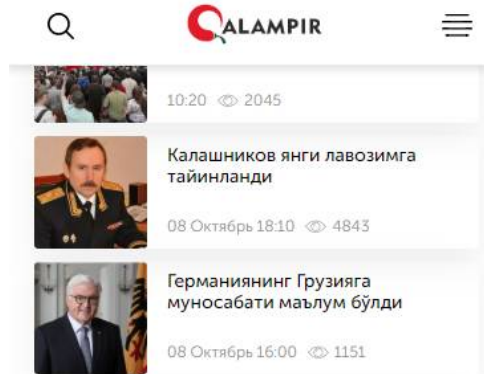 QALAMPIR
10:20 2045
Калашников янги лавозимга
тайинланди
08 Октябрь 18:10 4843
Германиянинг Грузияга
муносабати маълум бўлди
08 Октябрь 16:00 1151